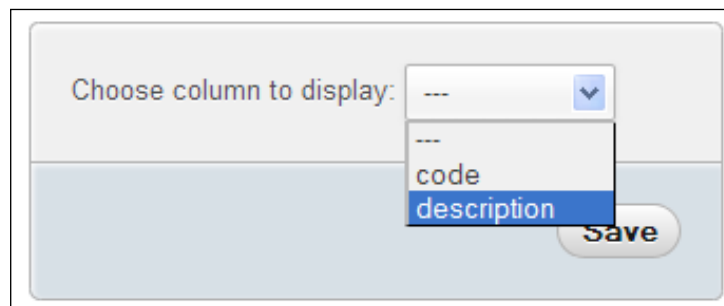 Choose column to display: ---
---
code
description
Save